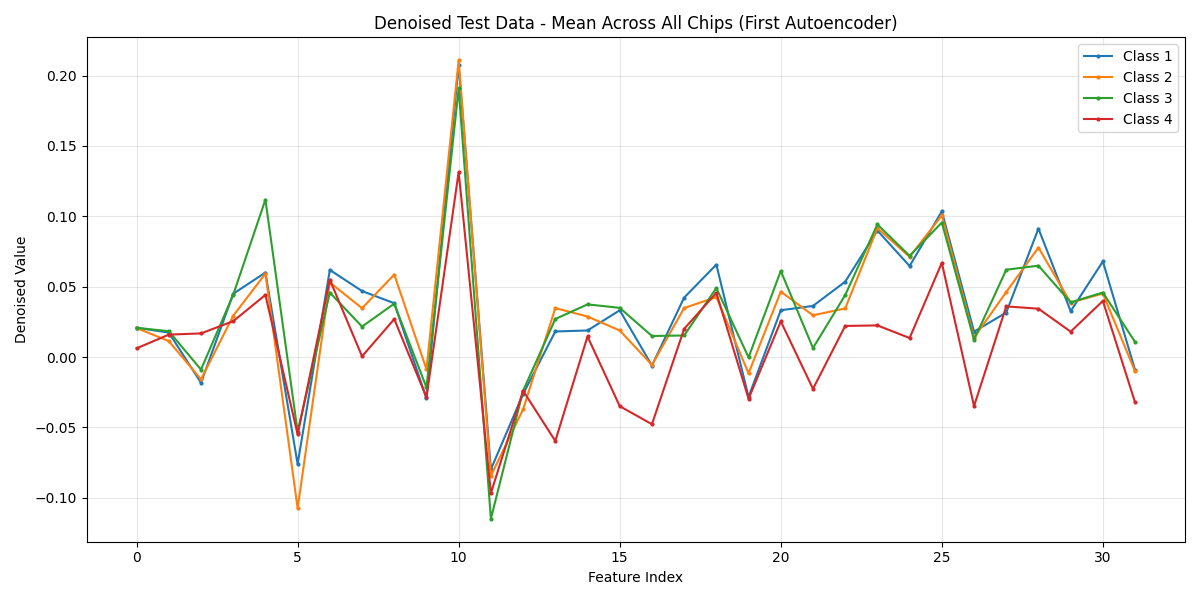 Denoised Test Data - Mean Across All Chips (First Autoencoder)
Class 1
Class 2
Class 3
Class 4
Denoised Value
0.20
0.15
0.10
0.05
0.00
−0.05
−0.10
0 5 10 15 20 25 30
Feature Index